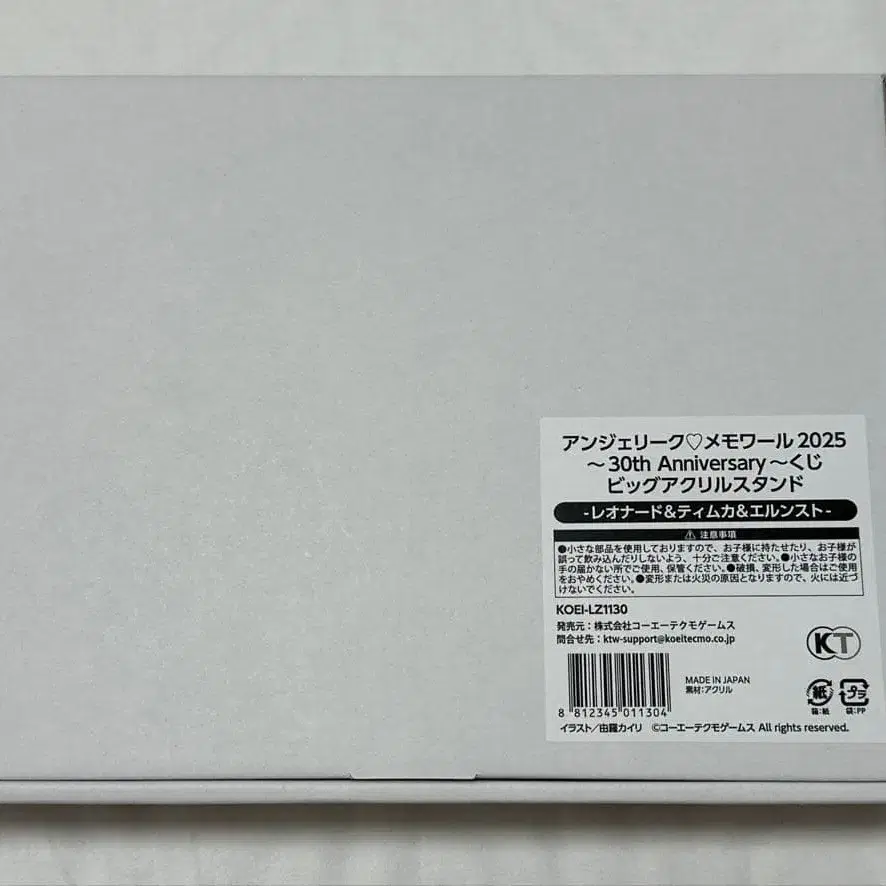 アンジェリーク♡メモワール 2025
～30th Anniversary～くじ
ビッグアクリルスタンド
-レオナード&ティムカ&エルンスト-
⚠ 注意事項
●小さな部品を使用しておりますので、お子様に持たせたり、お子様が
誤って飲み込んだりしないよう、十分ご注意ください。●小さなお子様の
手の届かない所でご使用、保管ください。●破損、変形した場合はご使用
をおやめください。●変形または火災の原因となりますので、火には近づ
けないでください。
KOEI-LZ1130
発売元：株式会社コーエーテクモゲームス
問合せ先：ktw-support@koeitecmo.co.jp
KT
MADE IN JAPAN
素材：アクリル
紙
プラ
箱：紙
袋：PP
8 812345 011304
イラスト/由羅カイリ ©コーエーテクモゲームス All rights reserved.